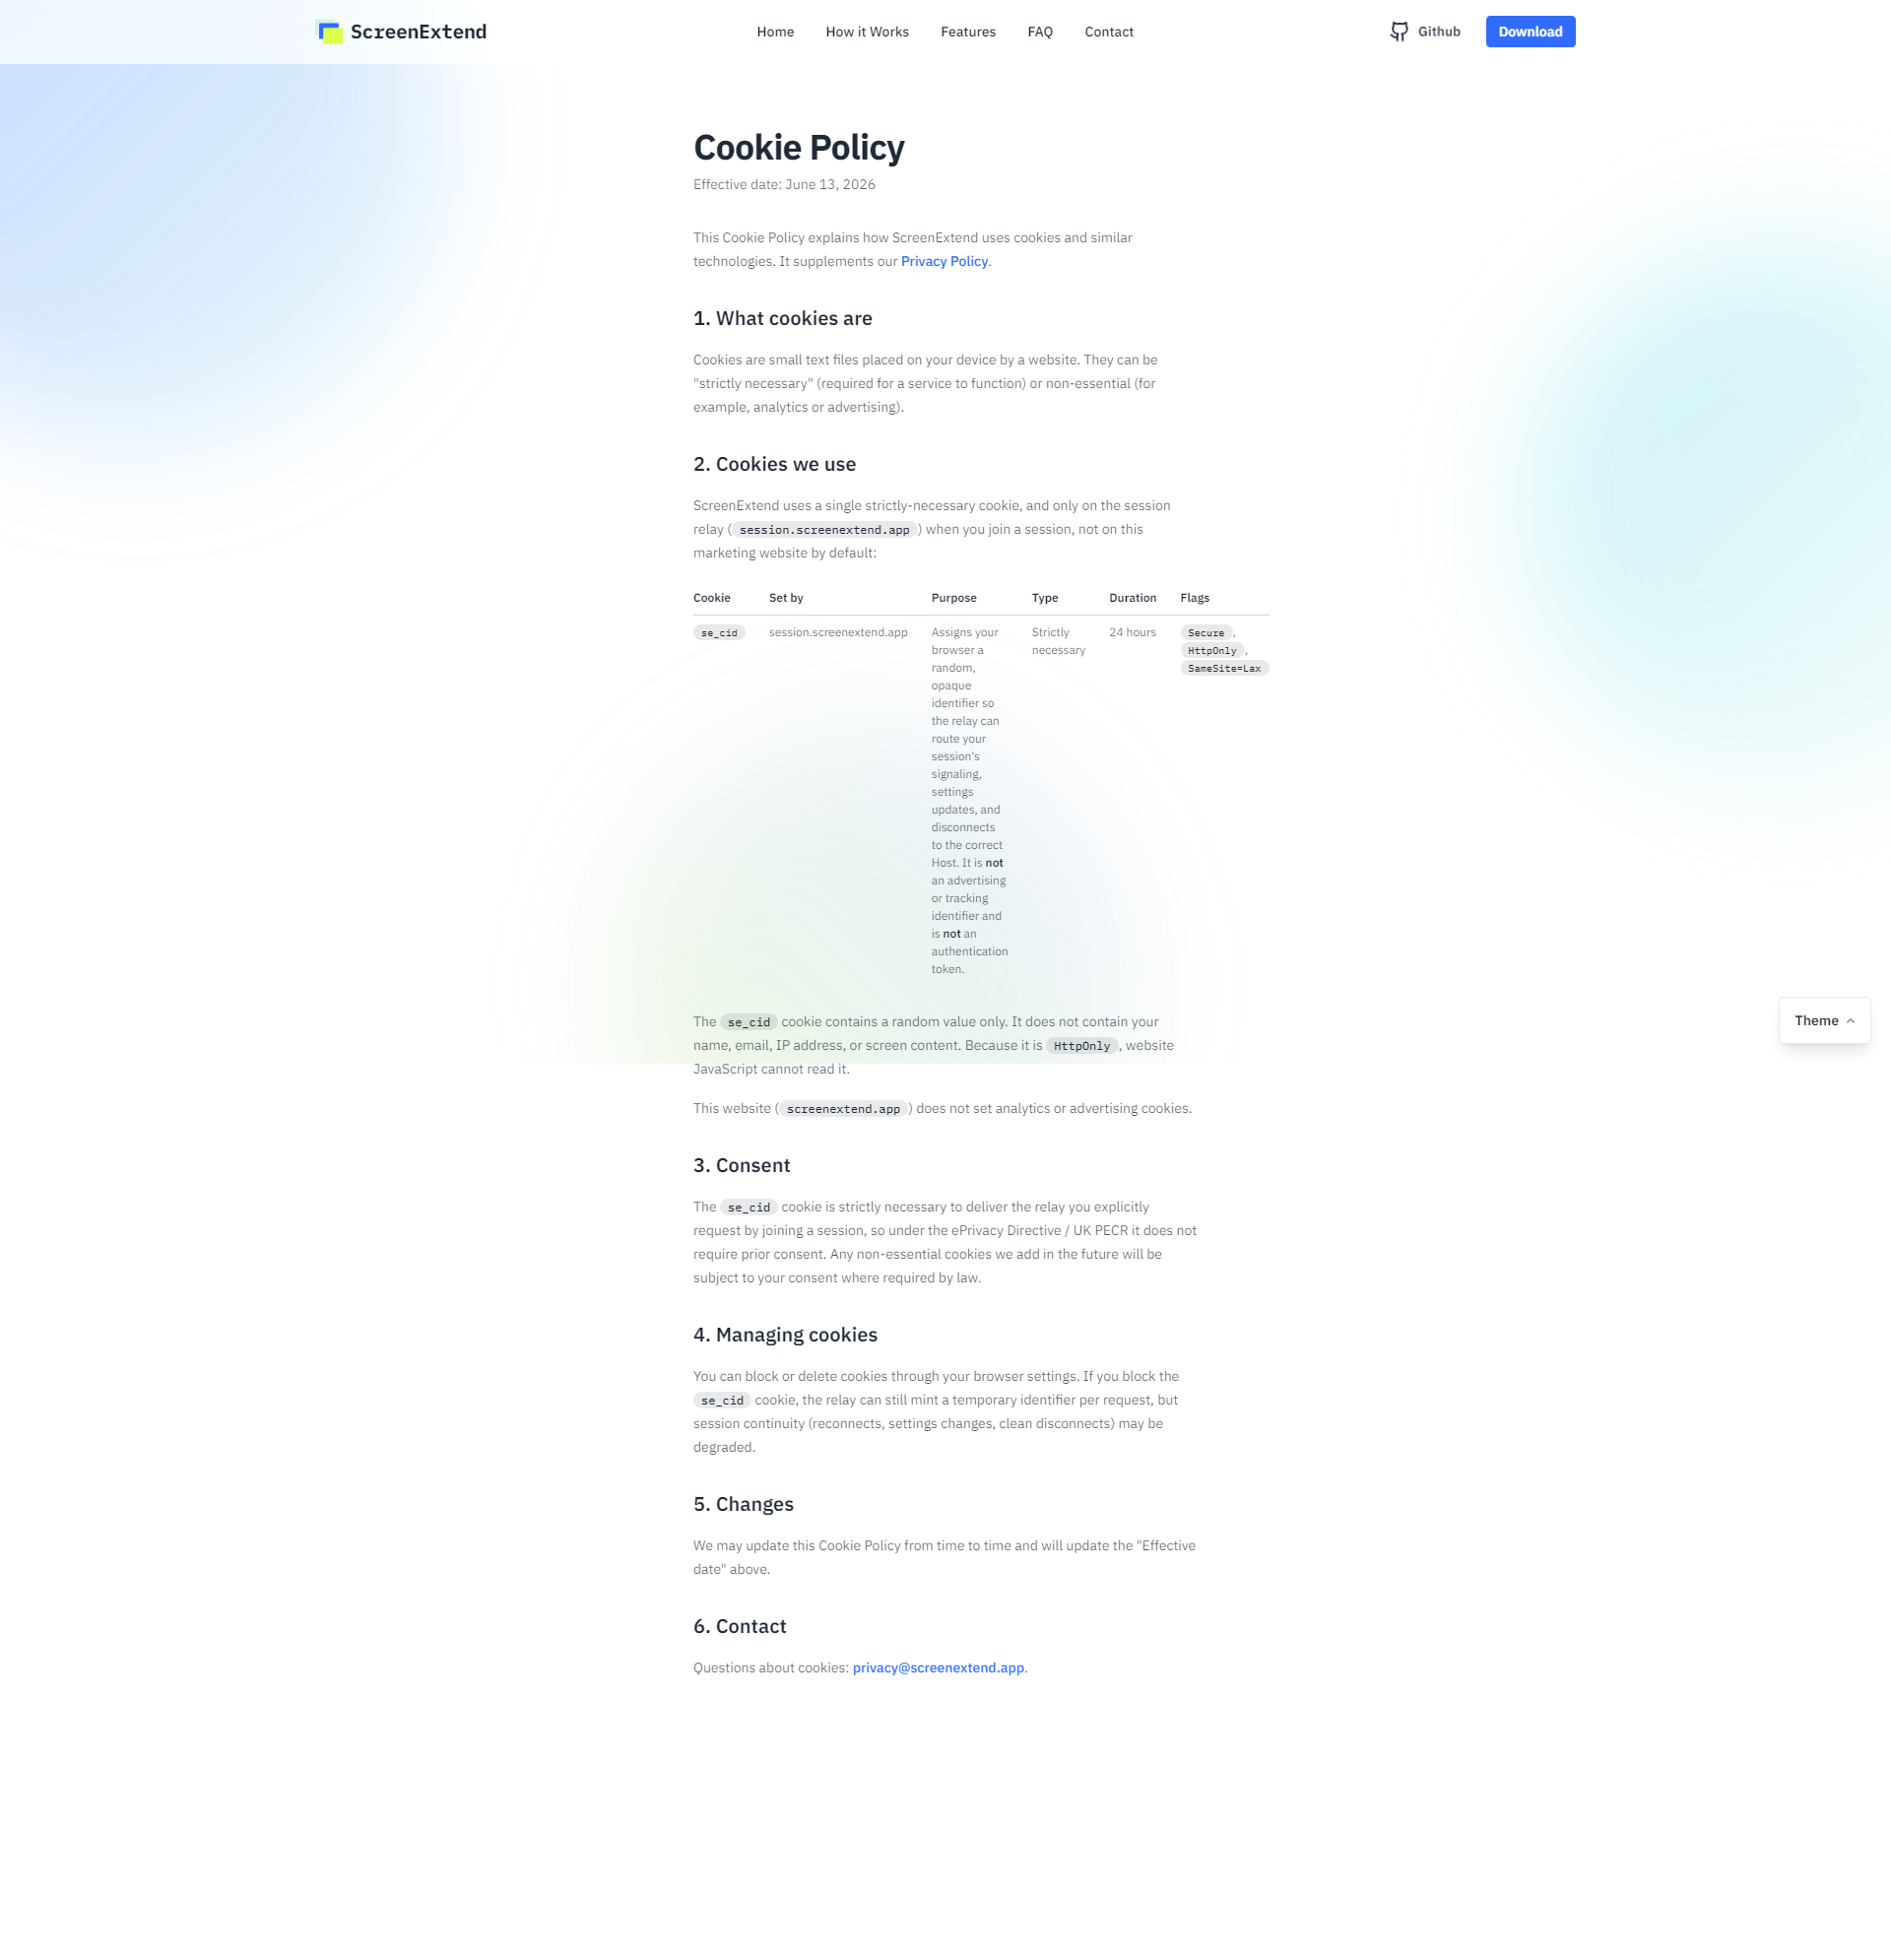 ScreenExtend
Home How it Works Features FAQ Contact
Github Download
Cookie Policy
Effective date: June 13, 2026
This Cookie Policy explains how ScreenExtend uses cookies and similar
technologies. It supplements our Privacy Policy.
1. What cookies are
Cookies are small text files placed on your device by a website. They can be
"strictly necessary" (required for a service to function) or non-essential (for
example, analytics or advertising).
2. Cookies we use
ScreenExtend uses a single strictly-necessary cookie, and only on the session
relay (session.screenextend.app) when you join a session, not on this
marketing website by default:
Cookie Set by Purpose Type Duration Flags
se_cid session.screenextend.app Assigns your Strictly 24 hours Secure,
browser a necessary HttpOnly,
random, SameSite=Lax
opaque
identifier so
the relay can
route your
session's
signaling,
settings
updates, and
disconnects
to the correct
Host. It is not
an advertising
or tracking
identifier and
is not an
authentication
token.
The se_cid cookie contains a random value only. It does not contain your
name, email, IP address, or screen content. Because it is HttpOnly, website
JavaScript cannot read it.
Theme
This website (screenextend.app) does not set analytics or advertising cookies.
3. Consent
The se_cid cookie is strictly necessary to deliver the relay you explicitly
request by joining a session, so under the ePrivacy Directive / UK PECR it does not
require prior consent. Any non-essential cookies we add in the future will be
subject to your consent where required by law.
4. Managing cookies
You can block or delete cookies through your browser settings. If you block the
se_cid cookie, the relay can still mint a temporary identifier per request, but
session continuity (reconnects, settings changes, clean disconnects) may be
degraded.
5. Changes
We may update this Cookie Policy from time to time and will update the "Effective
date" above.
6. Contact
Questions about cookies: privacy@screenextend.app.